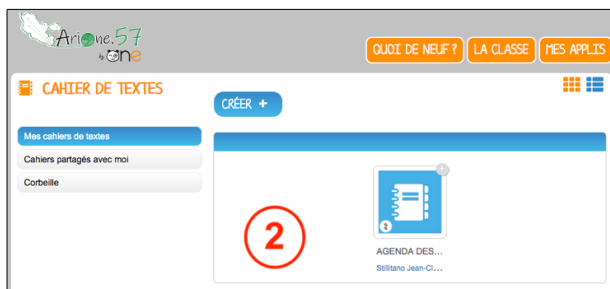 Arione.57
by One
QUOI DE NEUF ?
LA CLASSE
MES APPLIS
CAHIER DE TEXTES
CRÉER +
Mes cahiers de textes
Cahiers partagés avec moi
Corbeille
2
AGENDA DES...
Stillitano Jean-Cl...